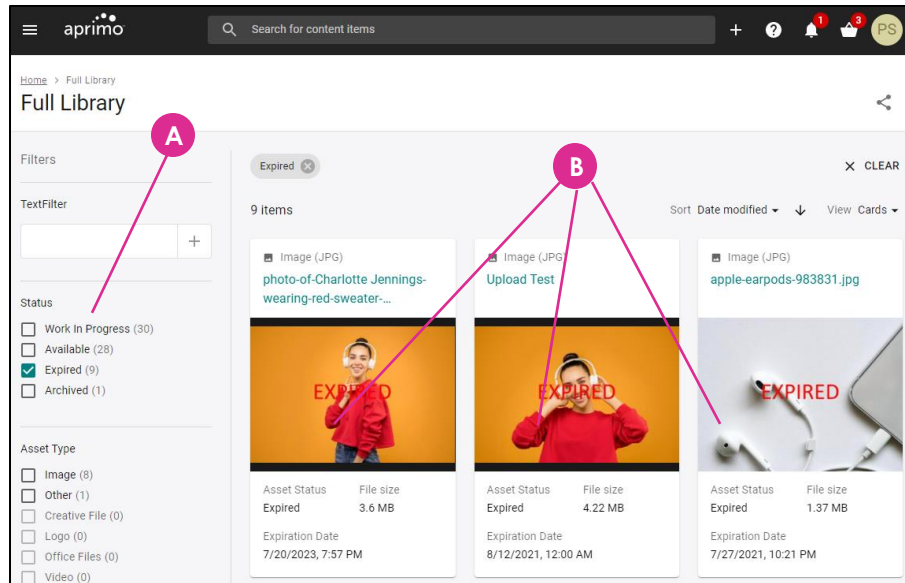 aprimo
Search for content items
1
3
PS
Home > Full Library
Full Library
A
Filters
TextFilter
Status
Work In Progress (30)
Available (28)
Expired (9)
Archived (1)
Asset Type
Image (8)
Other (1)
Creative File (0)
Logo (0)
Office Files (0)
Video (0)
Expired
B
CLEAR
9 items
Sort Date modified
View Cards
Image (JPG)
photo-of-Charlotte Jennings-
wearing-red-sweater-...
EXPIRED
Asset Status File size
Expired 3.6 MB
Expiration Date
7/20/2023, 7:57 PM
Image (JPG)
Upload Test
EXPIRED
Asset Status File size
Expired 4.22 MB
Expiration Date
8/12/2021, 12:00 AM
Image (JPG)
apple-earpods-983831.jpg
EXPIRED
Asset Status File size
Expired 1.37 MB
Expiration Date
7/27/2021, 10:21 PM